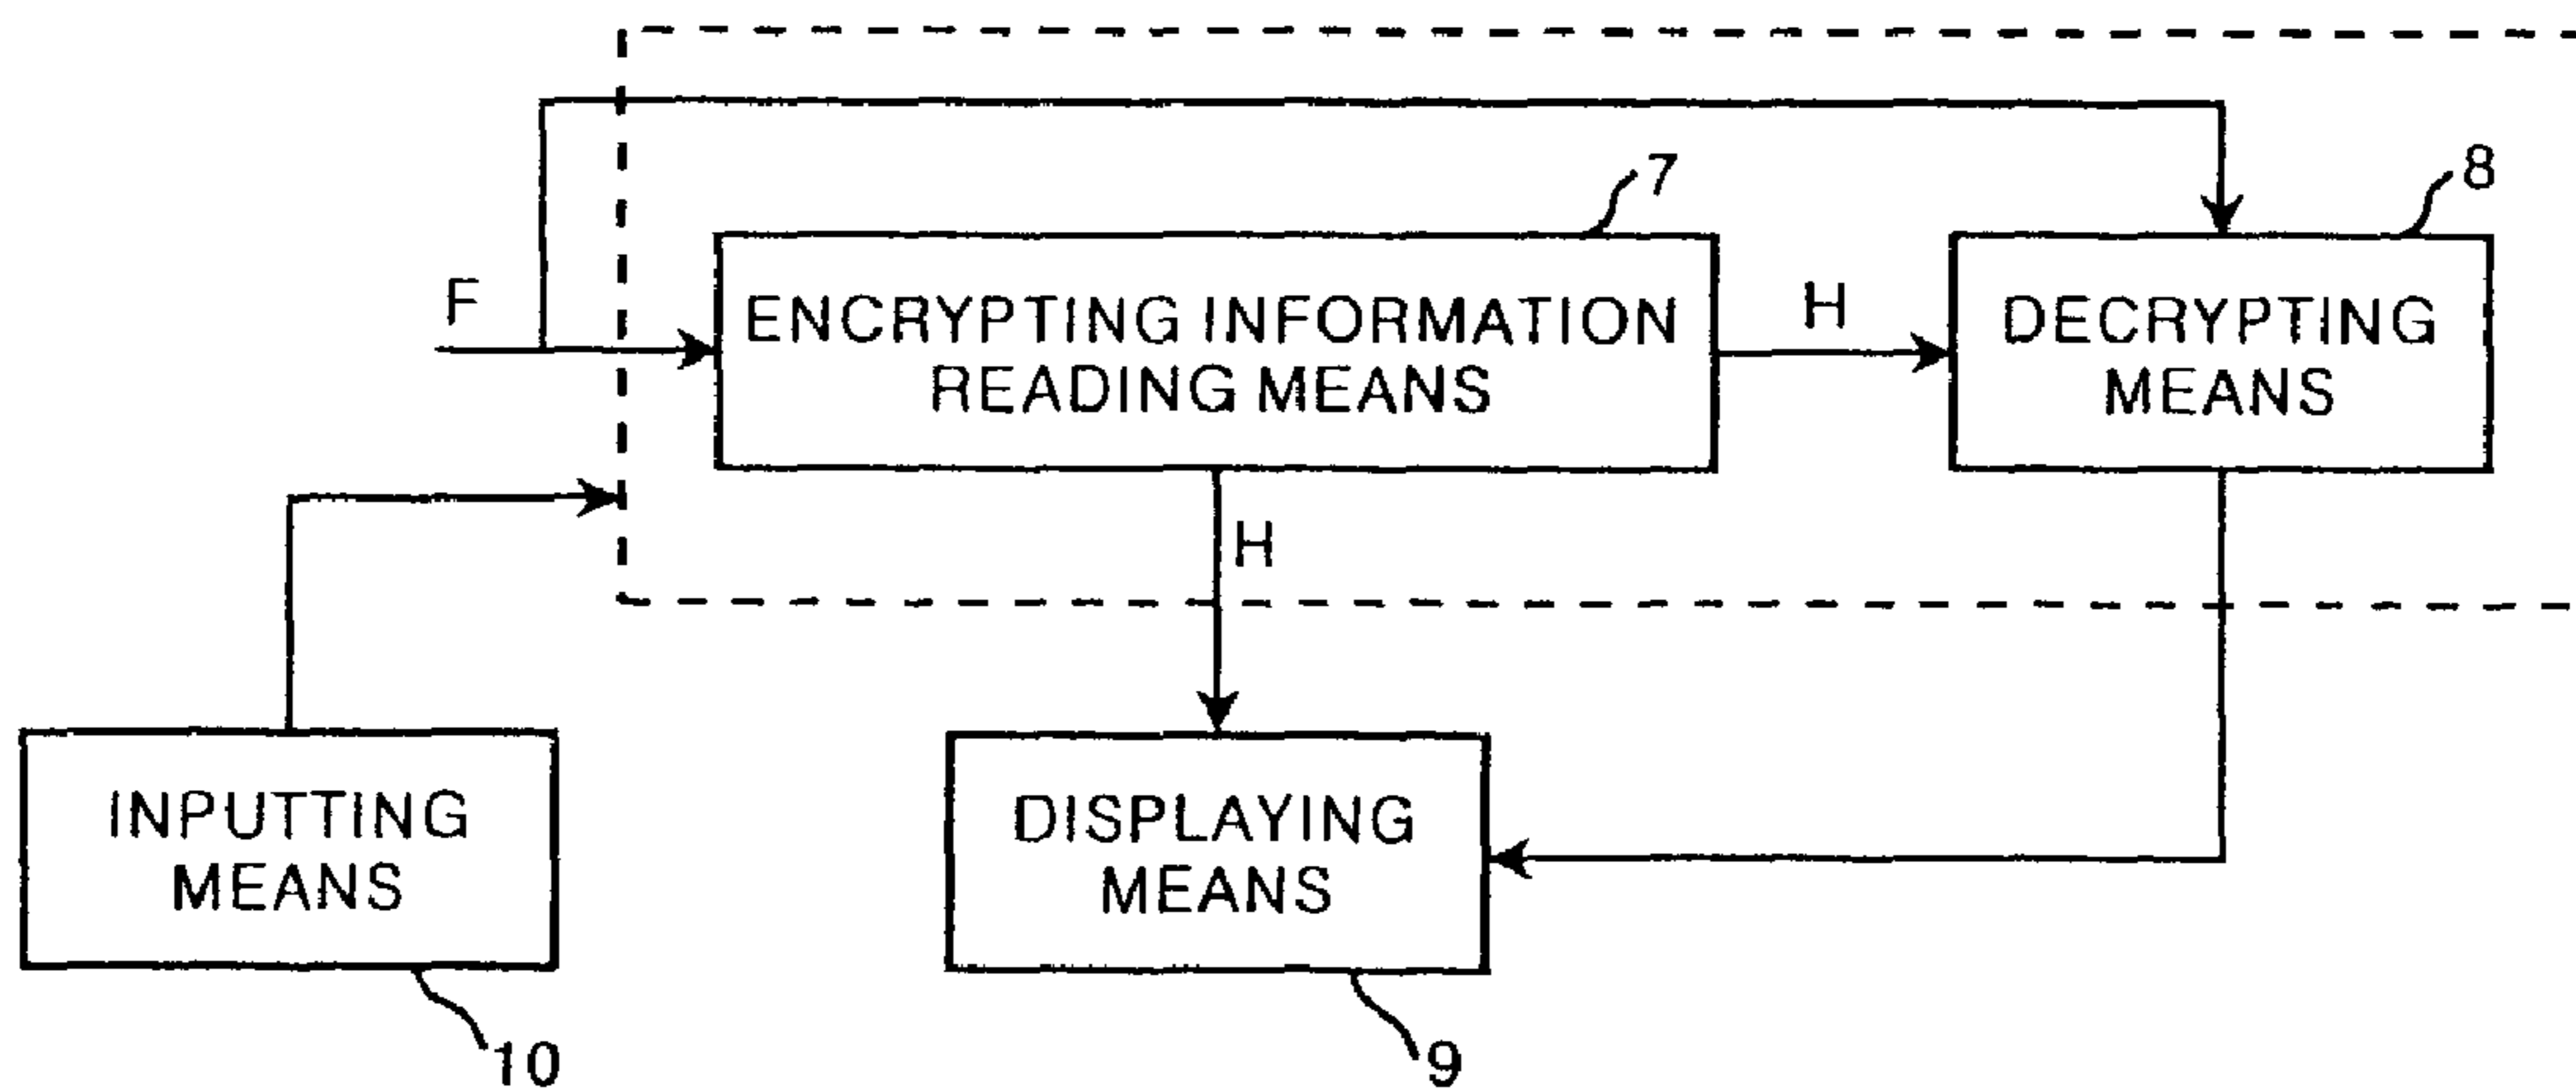 7
8
F
ENCRYPTING INFORMATION
READING MEANS
H
DECRYPTING
MEANS
H
INPUTTING
MEANS
DISPLAYING
MEANS
10
9